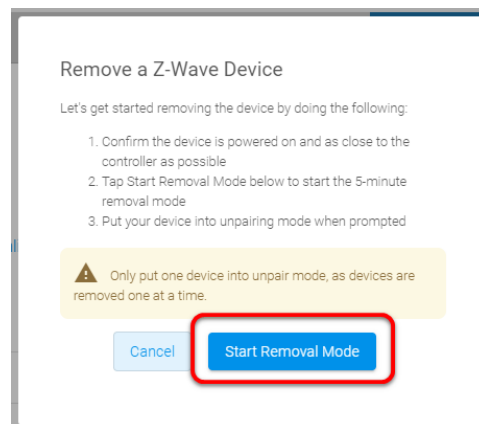 Remove a Z-Wave Device
Let's get started removing the device by doing the following:
1. Confirm the device is powered on and as close to the
controller as possible
2. Tap Start Removal Mode below to start the 5-minute
removal mode
3. Put your device into unpairing mode when prompted
Only put one device into unpair mode, as devices are
removed one at a time.
Cancel
Start Removal Mode